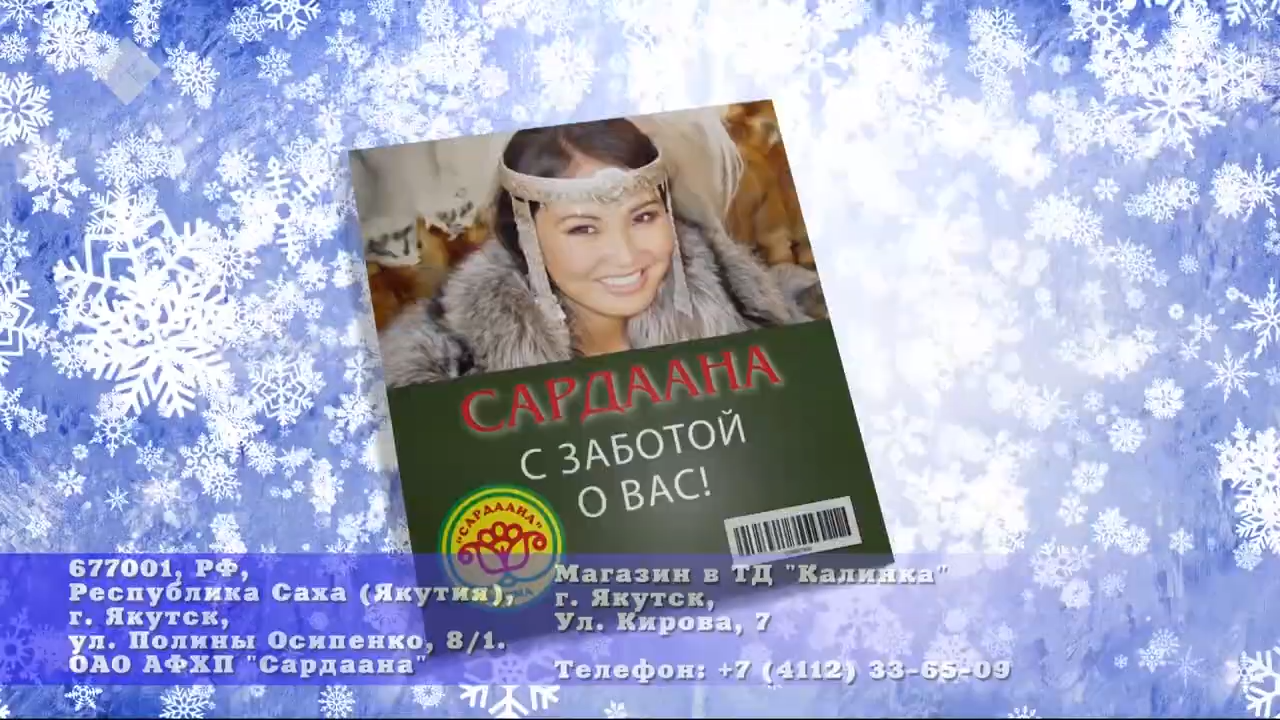 САРДААНА
С ЗАБОТОЙ
О ВАС!
"САРДААНА"
677001, РФ,
Республика Саха (Якутия),
г. Якутск,
ул. Полины Осипенко, 8/1.
ОАО АФХП "Сардаана"
Магазин в ТД "Калинка"
г. Якутск,
Ул. Кирова, 7
Телефон: +7 (4112) 33-65-09